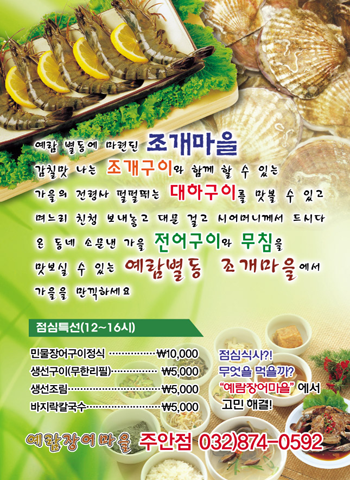 예람 별동에 마련된 조개마을
감칠맛 나는 조개구이와 함께 할 수 있는
가을의 전령사 펄펄뛰는 대하구이를 맛볼 수 있고
며느리 친정 보내놓고 대문 걸고 시어머니께서 드시다
온 동네 소문낸 가을 전어구이와 무침을
맛보실 수 있는 예람별동 조개마을에서
가을을 만끽하세요
점심특선(12~16시)
민물장어구이정식 ················ ₩10,000
생선구이(무한리필)··········₩5,000
생선조림·························₩5,000
바지락칼국수···················₩5,000
점심식사?!
무엇을 먹을까?
"예람장어마을" 에서
고민 해결!
예람장어마을 주안점 032)874-0592